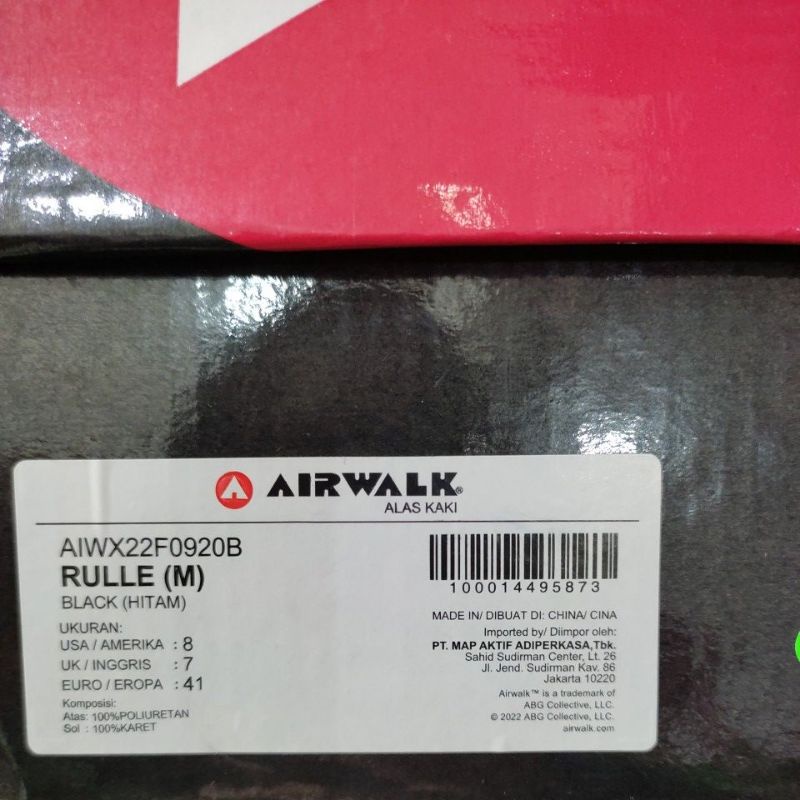 AIRWALK®
ALAS KAKI
AIWX22F0920B
RULLE (M)
BLACK (HITAM)
UKURAN:
USA / AMERIKA : 8
UK / INGGRIS : 7
EURO / EROPA : 41
Komposisi:
Atas: 100%POLIURETAN
Sol : 100%KARET
100014495873
MADE IN/ DIBUAT DI: CHINA/ CINA
Imported by/ Diimpor oleh:
PT. MAP AKTIF ADIPERKASA,Tbk.
Sahid Sudirman Center, Lt. 26
Jl. Jend. Sudirman Kav. 86
Jakarta 10220
Airwalk™ is a trademark of
ABG Collective, LLC.
© 2022 ABG Collective, LLC.
airwalk.com